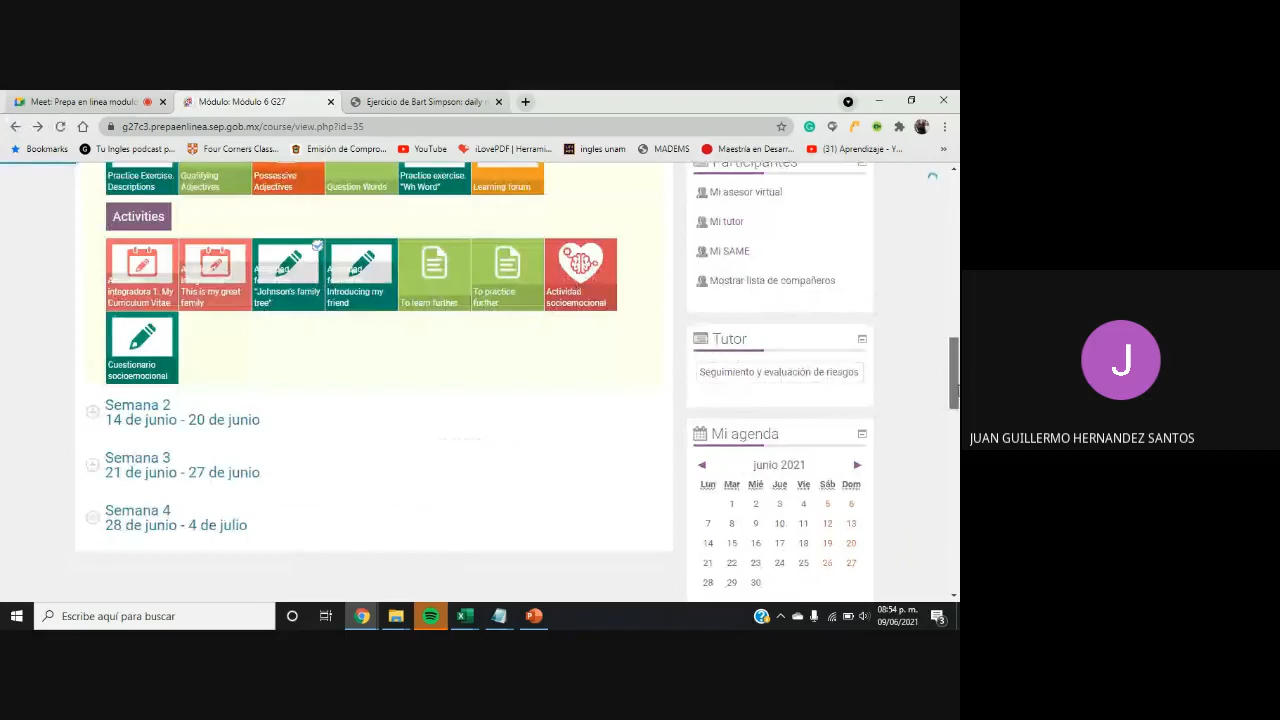 Meet: Prepa en linea modulo
Módulo: Módulo 6 G27
Ejercicio de Bart Simpson: daily r
g27c3.prepaenlinea.sep.gob.mx/course/view.php?id=35
Bookmarks
Tu Ingles podcast p...
Four Corners Class...
Emisión de Compro...
YouTube
iLovePDF | Herrami...
ingles unam
MADEMS
Maestría en Desarr...
(31) Aprendizaje - Y...
Practice Exercise.
Descriptions
Qualifying
Adjectives
Possessive
Adjectives
Question Words
Practice exercise.
"Wh Word"
Learning forum
Activities
integradora 1: My
Curriculum Vitae
This is my great
family
"Johnson's family
tree"
Introducing my
friend
To learn further
To practice
further
Actividad
socioemocional
Cuestionario
socioemocional
Semana 2
14 de junio - 20 de junio
Semana 3
21 de junio - 27 de junio
Semana 4
28 de junio - 4 de julio
Participantes
Mi asesor virtual
Mi tutor
Mi SAME
Mostrar lista de compañeros
Tutor
Seguimiento y evaluación de riesgos
Mi agenda
junio 2021
Lun Mar Mié Jue Vie Sáb Dom
1 2 3 4 5 6
7 8 9 10 11 12 13
14 15 16 17 18 19 20
21 22 23 24 25 26 27
28 29 30
Escribe aquí para buscar
08:54 p. m.
09/06/2021
3
J
JUAN GUILLERMO HERNANDEZ SANTOS